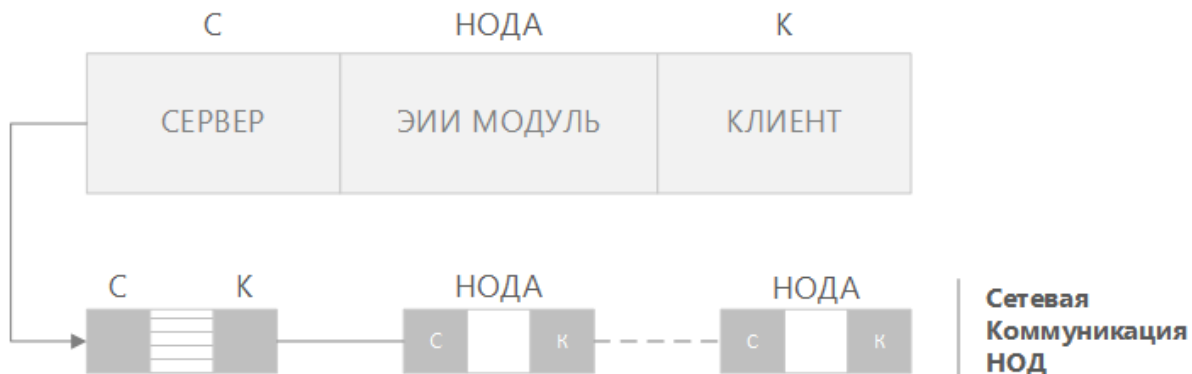 С НОДА К
СЕРВЕР ЭИИ МОДУЛЬ КЛИЕНТ
С К НОДА НОДА
С К С К
Сетевая
Коммуникация
НОД